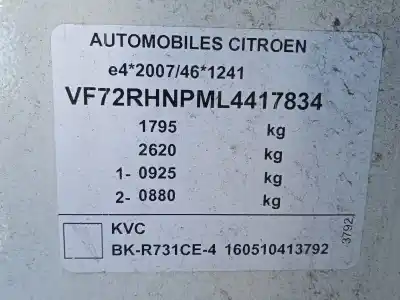 AUTOMOBILES CITROEN
e4*2007/46*1241
VF72RHNPML4417834
1795 kg
2620 kg
1- 0925 kg
2- 0880 kg
KVC
BK-R731CE-4 160510413792
3792